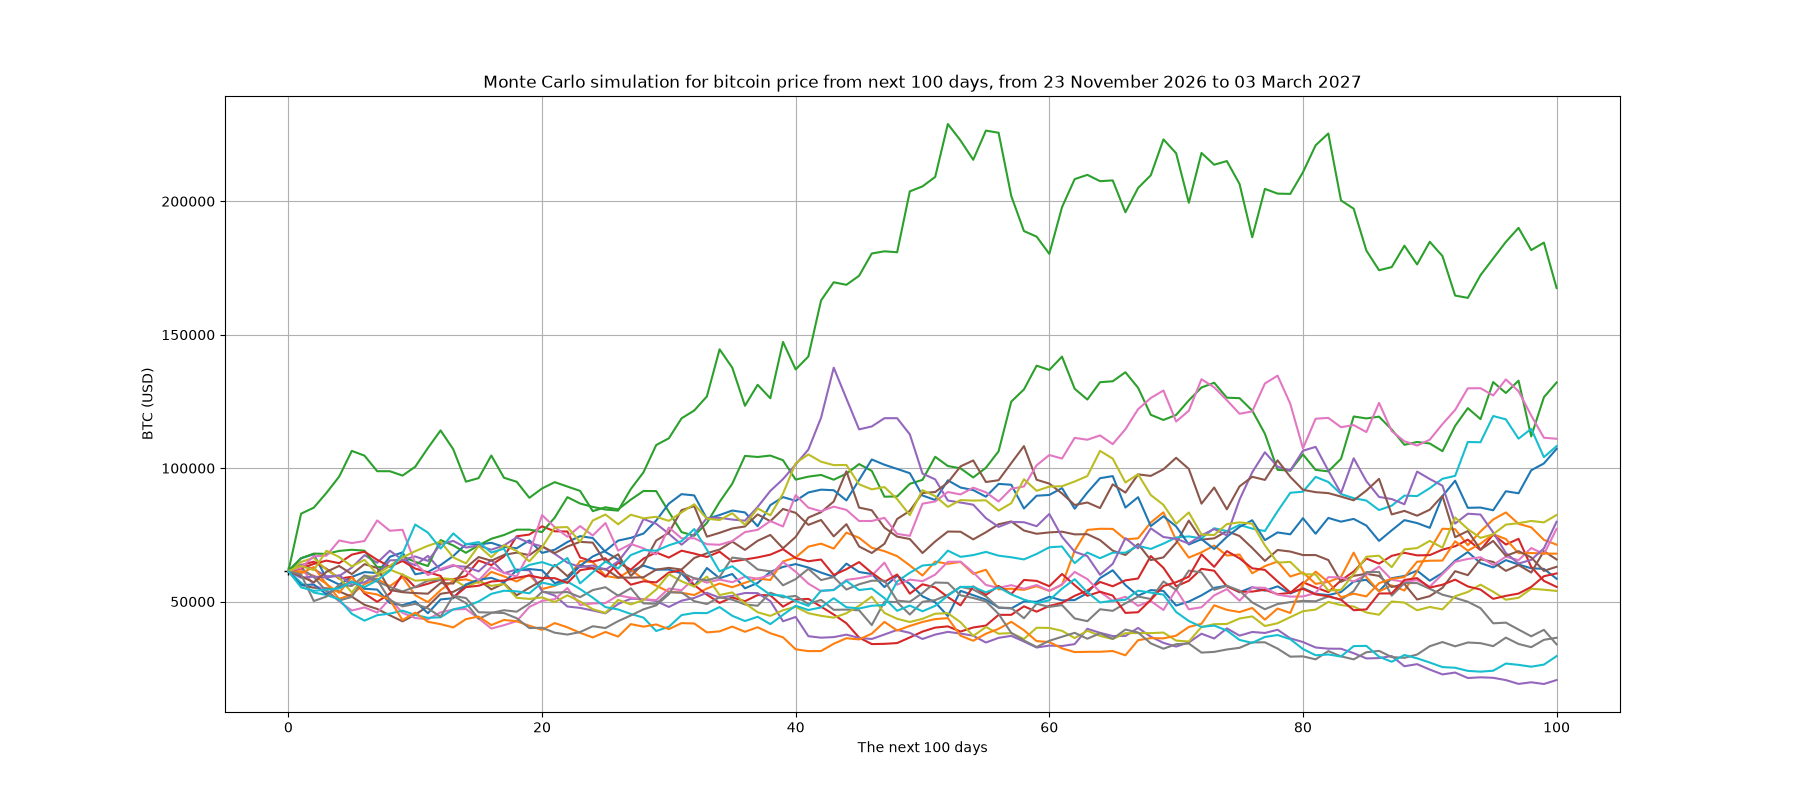 Monte Carlo simulation for bitcoin price from next 100 days, from 23 November 2026 to 03 March 2027
200000
150000
100000
50000
BTC (USD)
0 20 40 60 80 100
The next 100 days